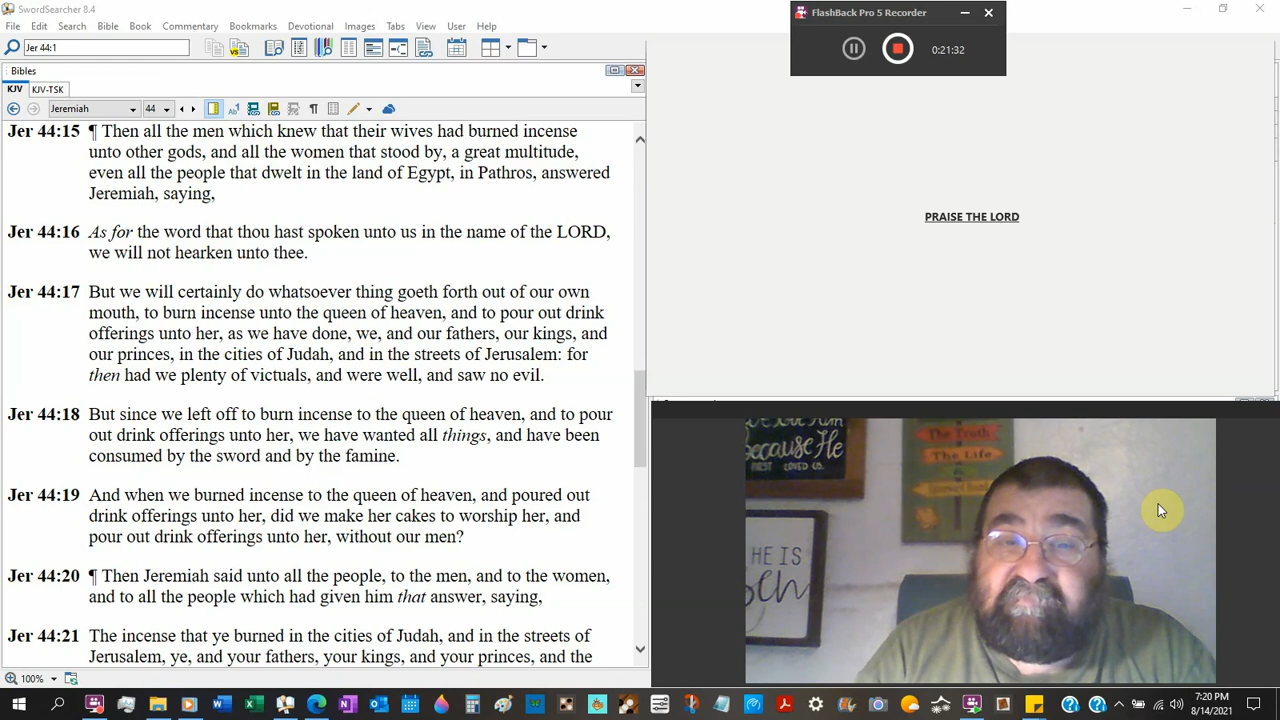 SwordSearcher 8.4
File Edit Search Bible Book Commentary Bookmarks Devotional Images Tabs View User Help
Jer 44:1
VS
Bibles
KJV KJV-TSK
Jeremiah 44
Jer 44:15 ¶ Then all the men which knew that their wives had burned incense
unto other gods, and all the women that stood by, a great multitude,
even all the people that dwelt in the land of Egypt, in Pathros, answered
Jeremiah, saying,
Jer 44:16 As for the word that thou hast spoken unto us in the name of the LORD,
we will not hearken unto thee.
Jer 44:17 But we will certainly do whatsoever thing goeth forth out of our own
mouth, to burn incense unto the queen of heaven, and to pour out drink
offerings unto her, as we have done, we, and our fathers, our kings, and
our princes, in the cities of Judah, and in the streets of Jerusalem: for
then had we plenty of victuals, and were well, and saw no evil.
Jer 44:18 But since we left off to burn incense to the queen of heaven, and to pour
out drink offerings unto her, we have wanted all things, and have been
consumed by the sword and by the famine.
Jer 44:19 And when we burned incense to the queen of heaven, and poured out
drink offerings unto her, did we make her cakes to worship her, and
pour out drink offerings unto her, without our men?
Jer 44:20 ¶ Then Jeremiah said unto all the people, to the men, and to the women,
and to all the people which had given him that answer, saying,
Jer 44:21 The incense that ye burned in the cities of Judah, and in the streets of
Jerusalem, ye, and your fathers, your kings, and your princes, and the
100%
FlashBack Pro 5 Recorder
0:21:32
PRAISE THE LORD
because He
FIRST LOVED US.
The Truth
The Life
HE IS
7:20 PM
8/14/2021